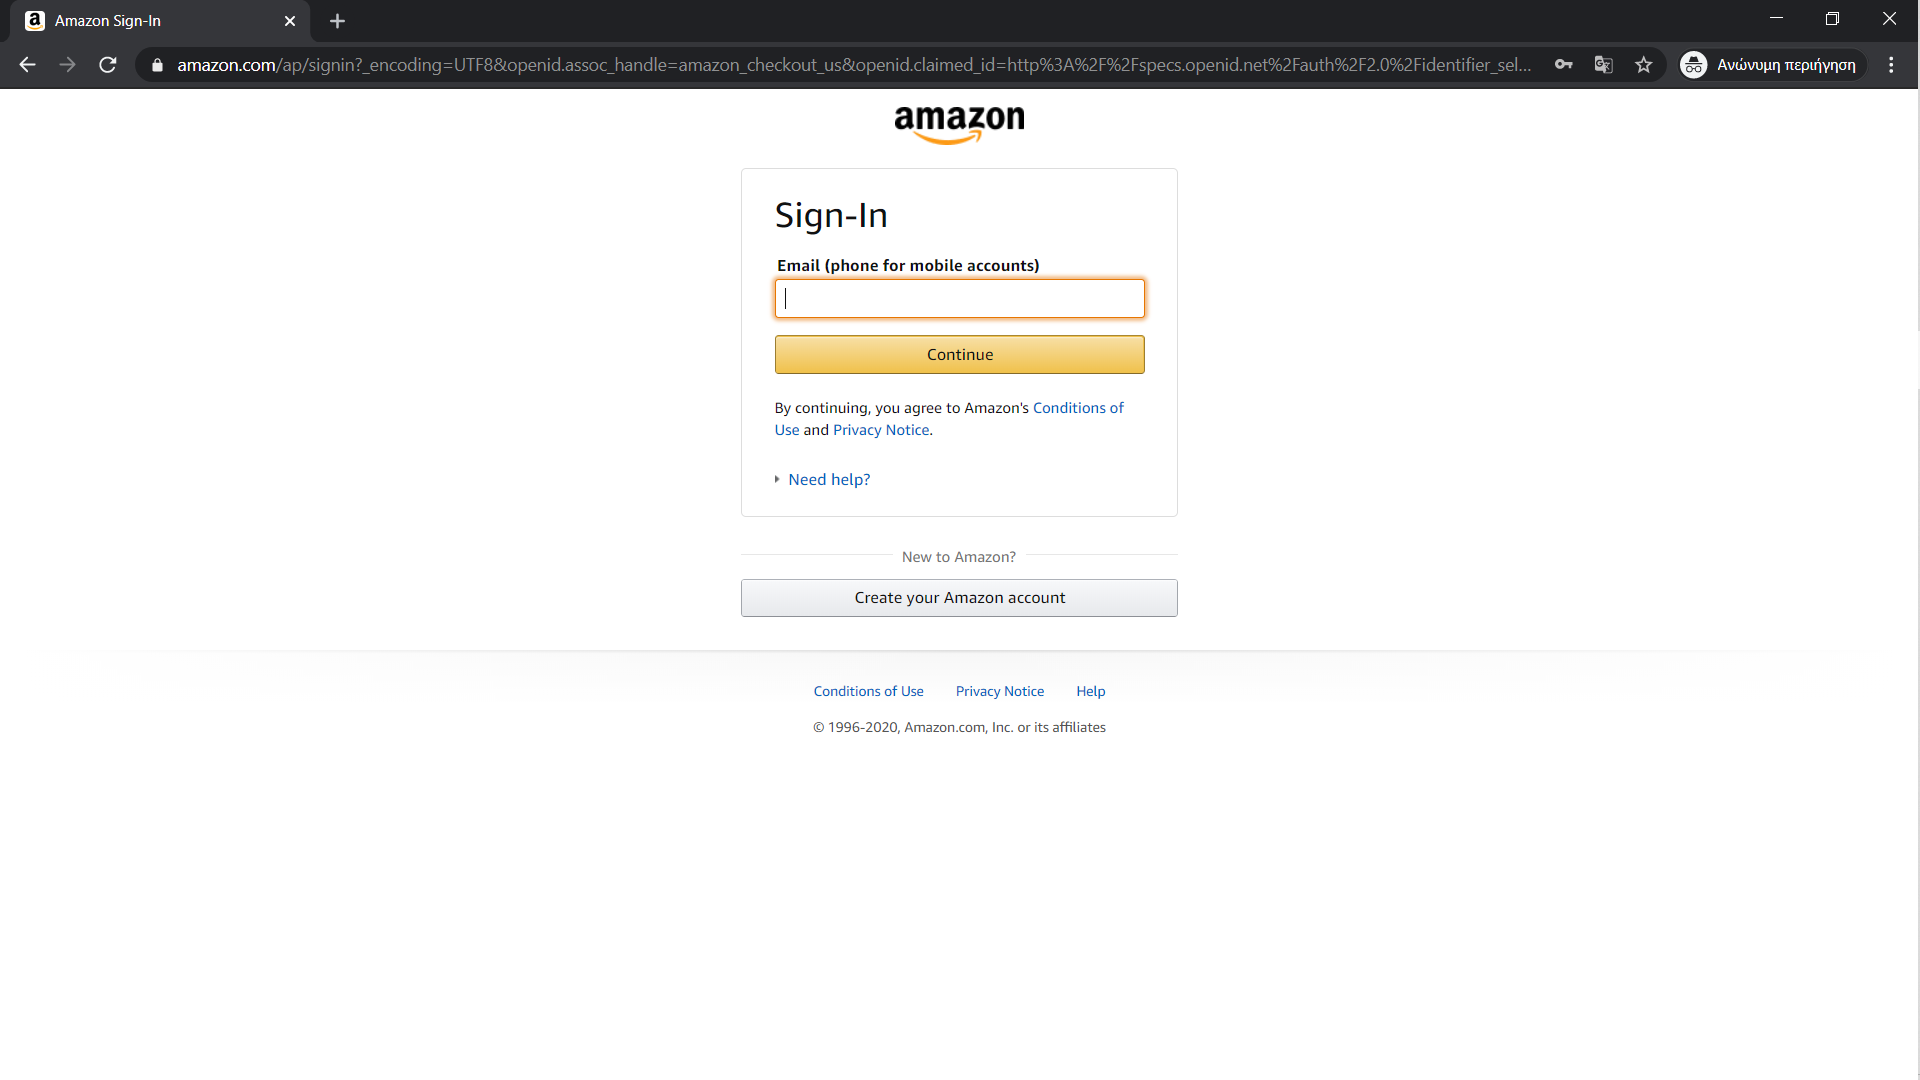 Amazon Sign-In
amazon.com/ap/signin?_encoding=UTF8&openid.assoc_handle=amazon_checkout_us&openid.claimed_id=http%3A%2F%2Fspecs.openid.net%2Fauth%2F2.0%2Fidentifier_sel...
Ανώνυμη περιήγηση
amazon
Sign-In
Email (phone for mobile accounts)
Continue
By continuing, you agree to Amazon's Conditions of
Use and Privacy Notice.
Need help?
New to Amazon?
Create your Amazon account
Conditions of Use Privacy Notice Help
© 1996-2020, Amazon.com, Inc. or its affiliates